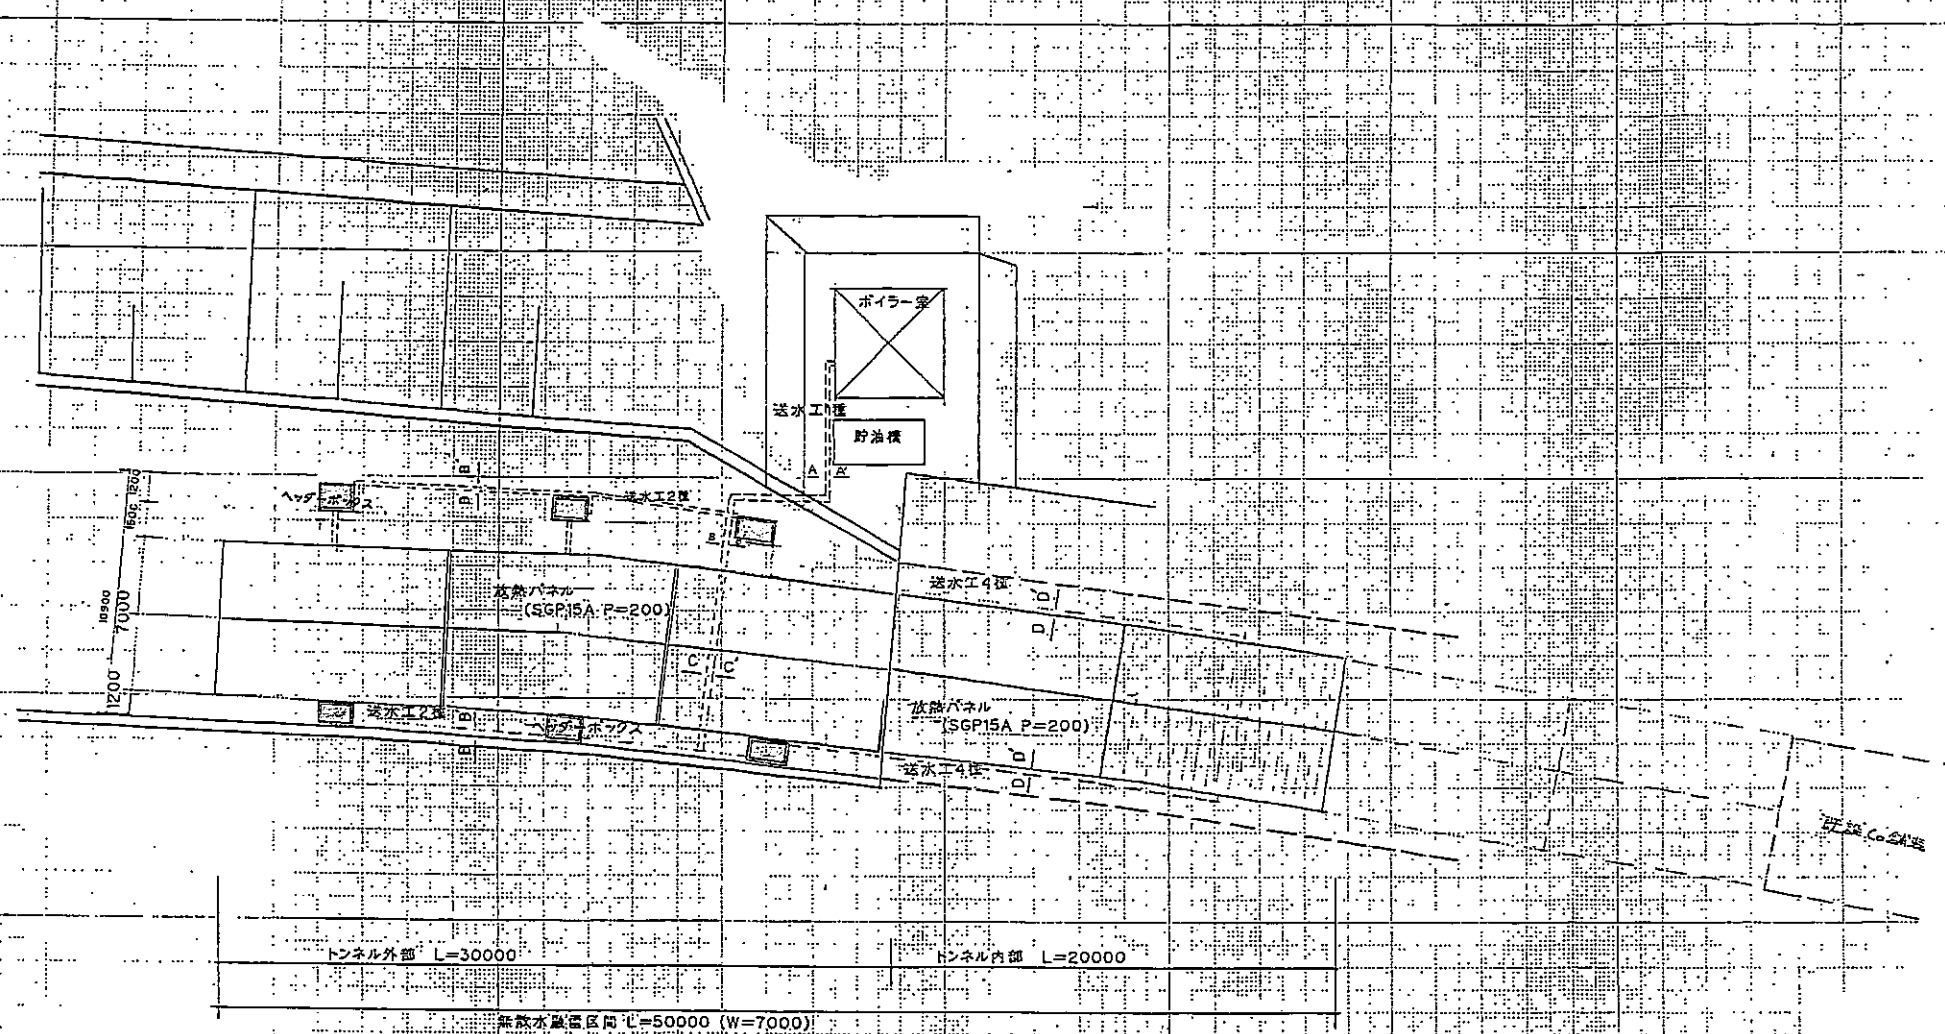 ボイラー室
送水工1種
貯油槽
A A'
B'
B
ヘッダーボックス
送水工2種
1200
1500
B
放熱パネル
(SGP15A P=200)
送水工4種
D'
D
10900
7000
C C'
1200
送水工2種
B'
B
ヘッダーボックス
放熱パネル
(SGP15A P=200)
送水工4種
D'
D
トンネル外部 L=30000
トンネル内部 L=20000
無散水融雪区間 L=50000 (W=7000)